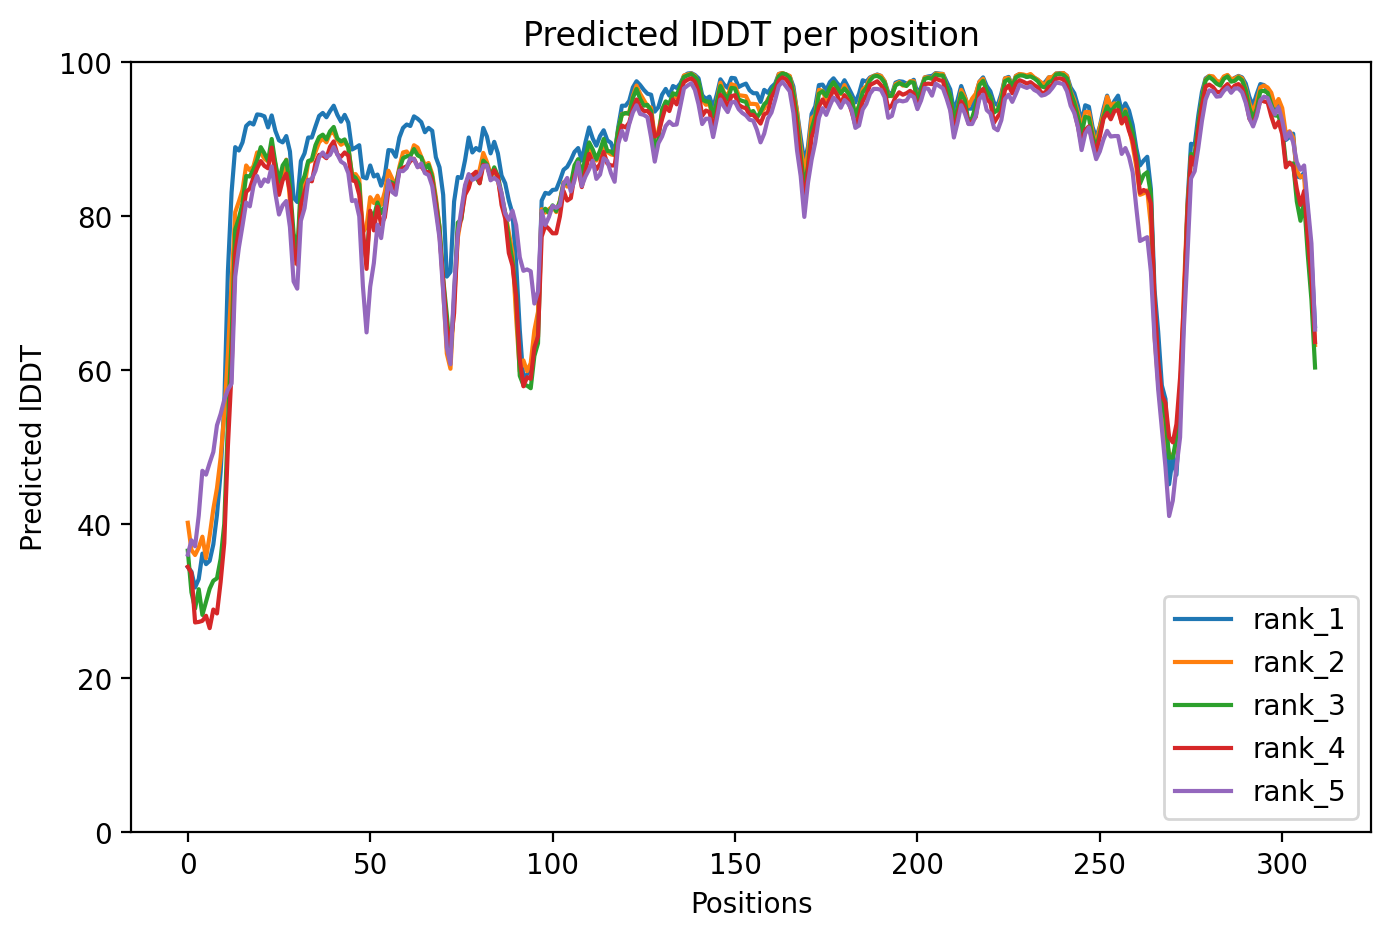 Predicted lDDT per position
100
80
60
40
20
0
Predicted lDDT
0 50 100 150 200 250 300
Positions
rank_1
rank_2
rank_3
rank_4
rank_5